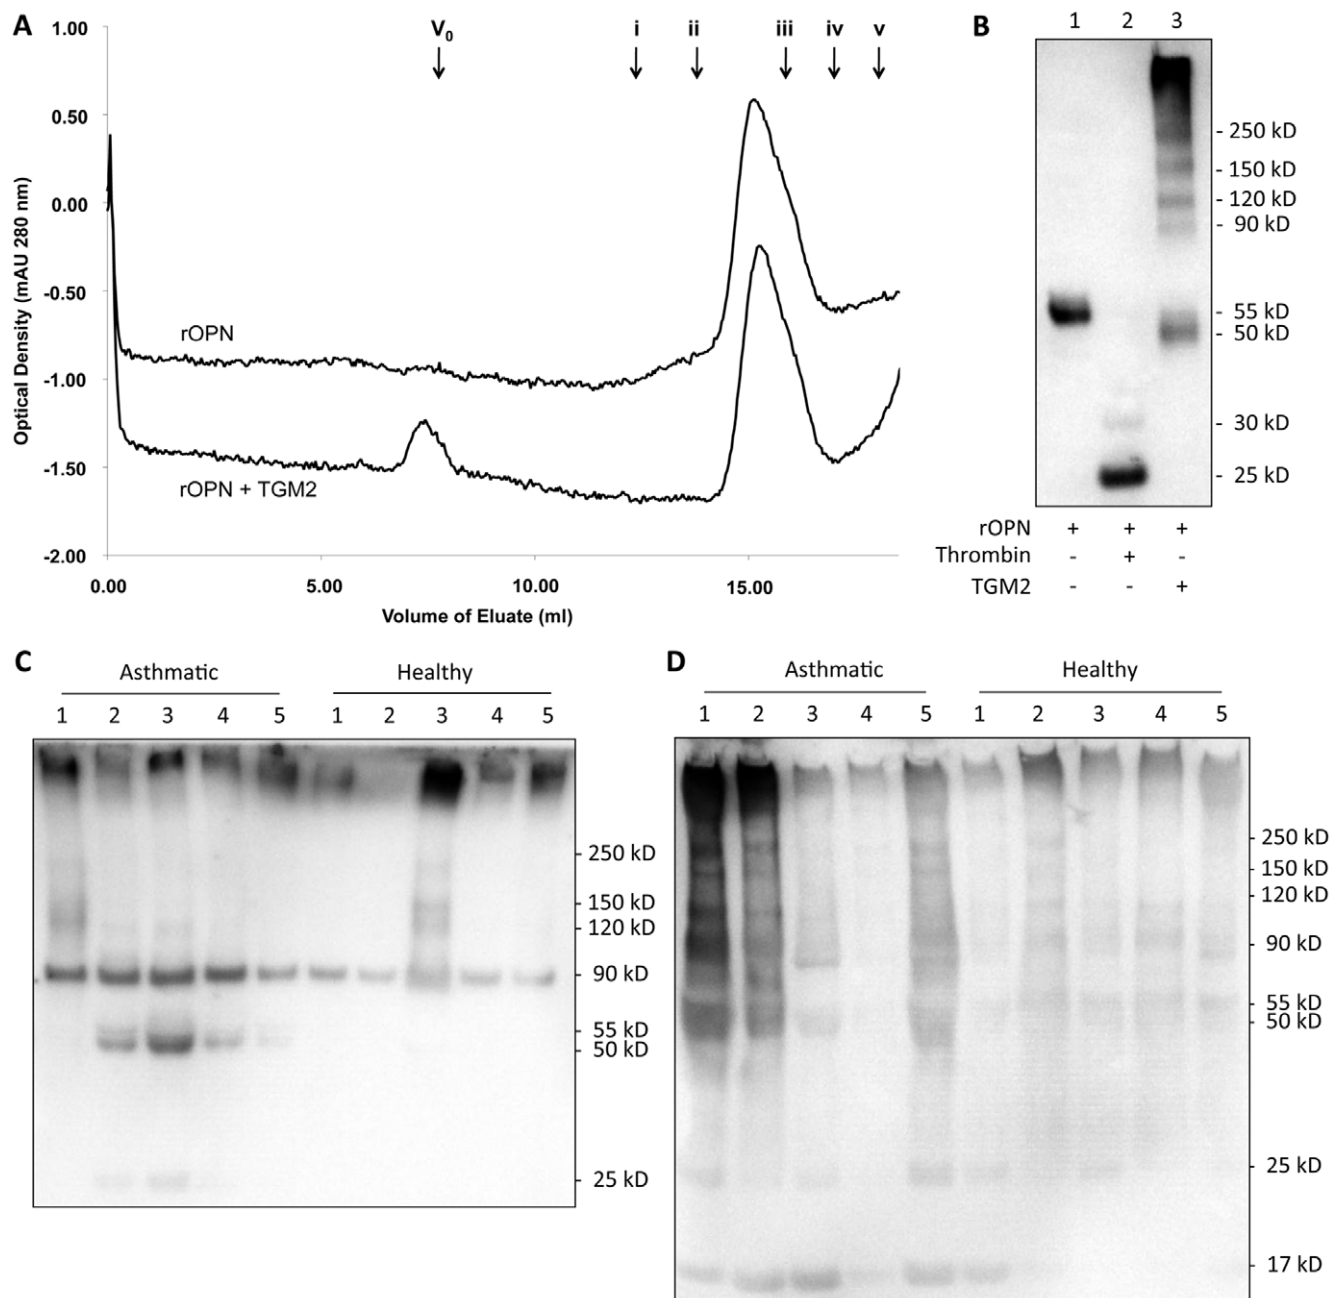 A
V0 i ii iii iv v
1.00
0.50
0.00
-0.50
-1.00
-1.50
-2.00
Optical Density (mAU 280 nm)
rOPN
rOPN + TGM2
0.00 5.00 10.00 15.00
Volume of Eluate (ml)
B
1 2 3
- 250 kD
- 150 kD
- 120 kD
- 90 kD
- 55 kD
- 50 kD
- 30 kD
- 25 kD
rOPN + + +
Thrombin - + -
TGM2 - - +
C
Asthmatic Healthy
1 2 3 4 5 1 2 3 4 5
- 250 kD
- 150 kD
- 120 kD
- 90 kD
- 55 kD
- 50 kD
- 25 kD
D
Asthmatic Healthy
1 2 3 4 5 1 2 3 4 5
- 250 kD
- 150 kD
- 120 kD
- 90 kD
- 55 kD
- 50 kD
- 25 kD
- 17 kD